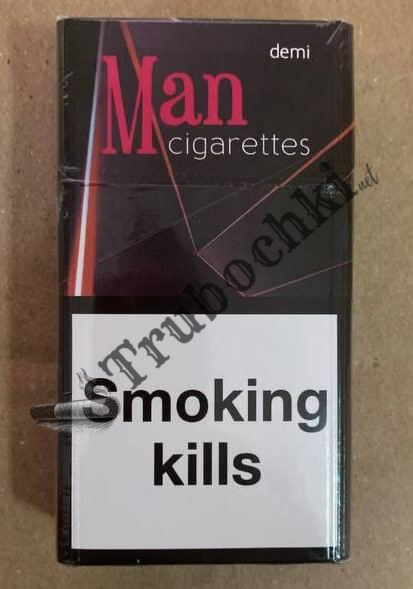 demi
Man
cigarettes
Trubochki.net
Smoking
kills